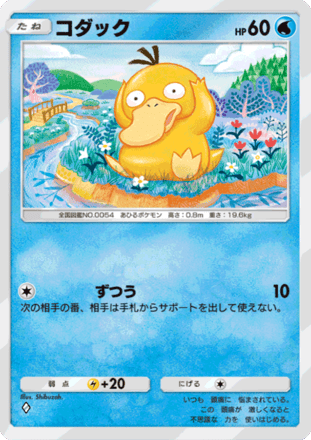 たね コダック HP60
全国図鑑NO.0054 あひるポケモン 高さ:0.8m 重さ:19.6kg
ずつう 10
次の相手の番、相手は手札からサポートを出して使えない。
弱点 +20 にげる
Illus. Shibuzoh.
いつも 頭痛に 悩まされている。
この 頭痛が 激しくなると
不思議な 力を 使いはじめる。